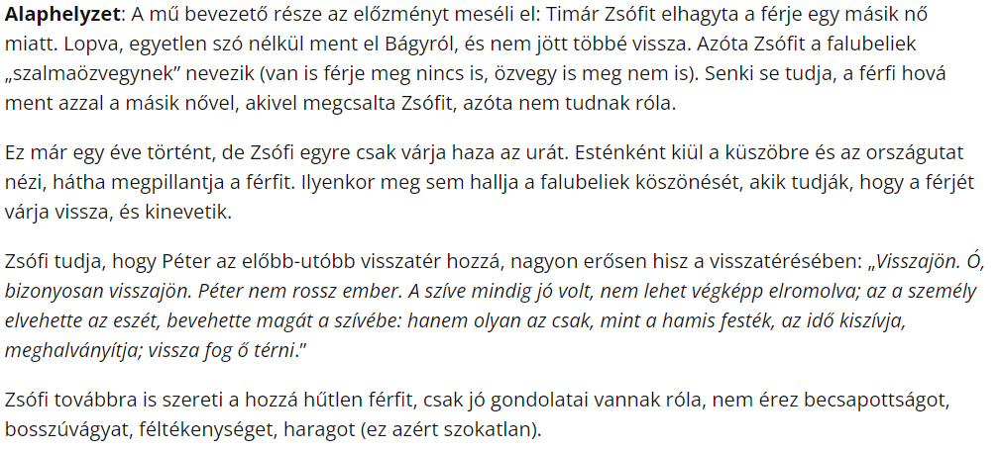 Alaphelyzet: A mű bevezető része az előzményt meséli el: Timár Zsófit elhagyta a férje egy másik nő
miatt. Lopva, egyetlen szó nélkül ment el Bágyról, és nem jött többé vissza. Azóta Zsófit a falubeliek
„szalmaözvegynek” nevezik (van is férje meg nincs is, özvegy is meg nem is). Senki se tudja, a férfi hová
ment azzal a másik nővel, akivel megcsalta Zsófit, azóta nem tudnak róla.
Ez már egy éve történt, de Zsófi egyre csak várja haza az urát. Esténként kiül a küszöbre és az országutat
nézi, hátha megpillantja a férfit. Ilyenkor meg sem hallja a falubeliek köszönését, akik tudják, hogy a férjét
várja vissza, és kinevetik.
Zsófi tudja, hogy Péter az előbb-utóbb visszatér hozzá, nagyon erősen hisz a visszatérésében: „Visszajön. Ó,
bizonyosan visszajön. Péter nem rossz ember. A szíve mindig jó volt, nem lehet végképp elromolva; az a személy
elvehette az eszét, bevehette magát a szívébe: hanem olyan az csak, mint a hamis festék, az idő kiszívja,
meghalványítja; vissza fog ő térni.”
Zsófi továbbra is szereti a hozzá hűtlen férfit, csak jó gondolatai vannak róla, nem érez becsapottságot,
bosszúvágyat, féltékenységet, haragot (ez azért szokatlan).